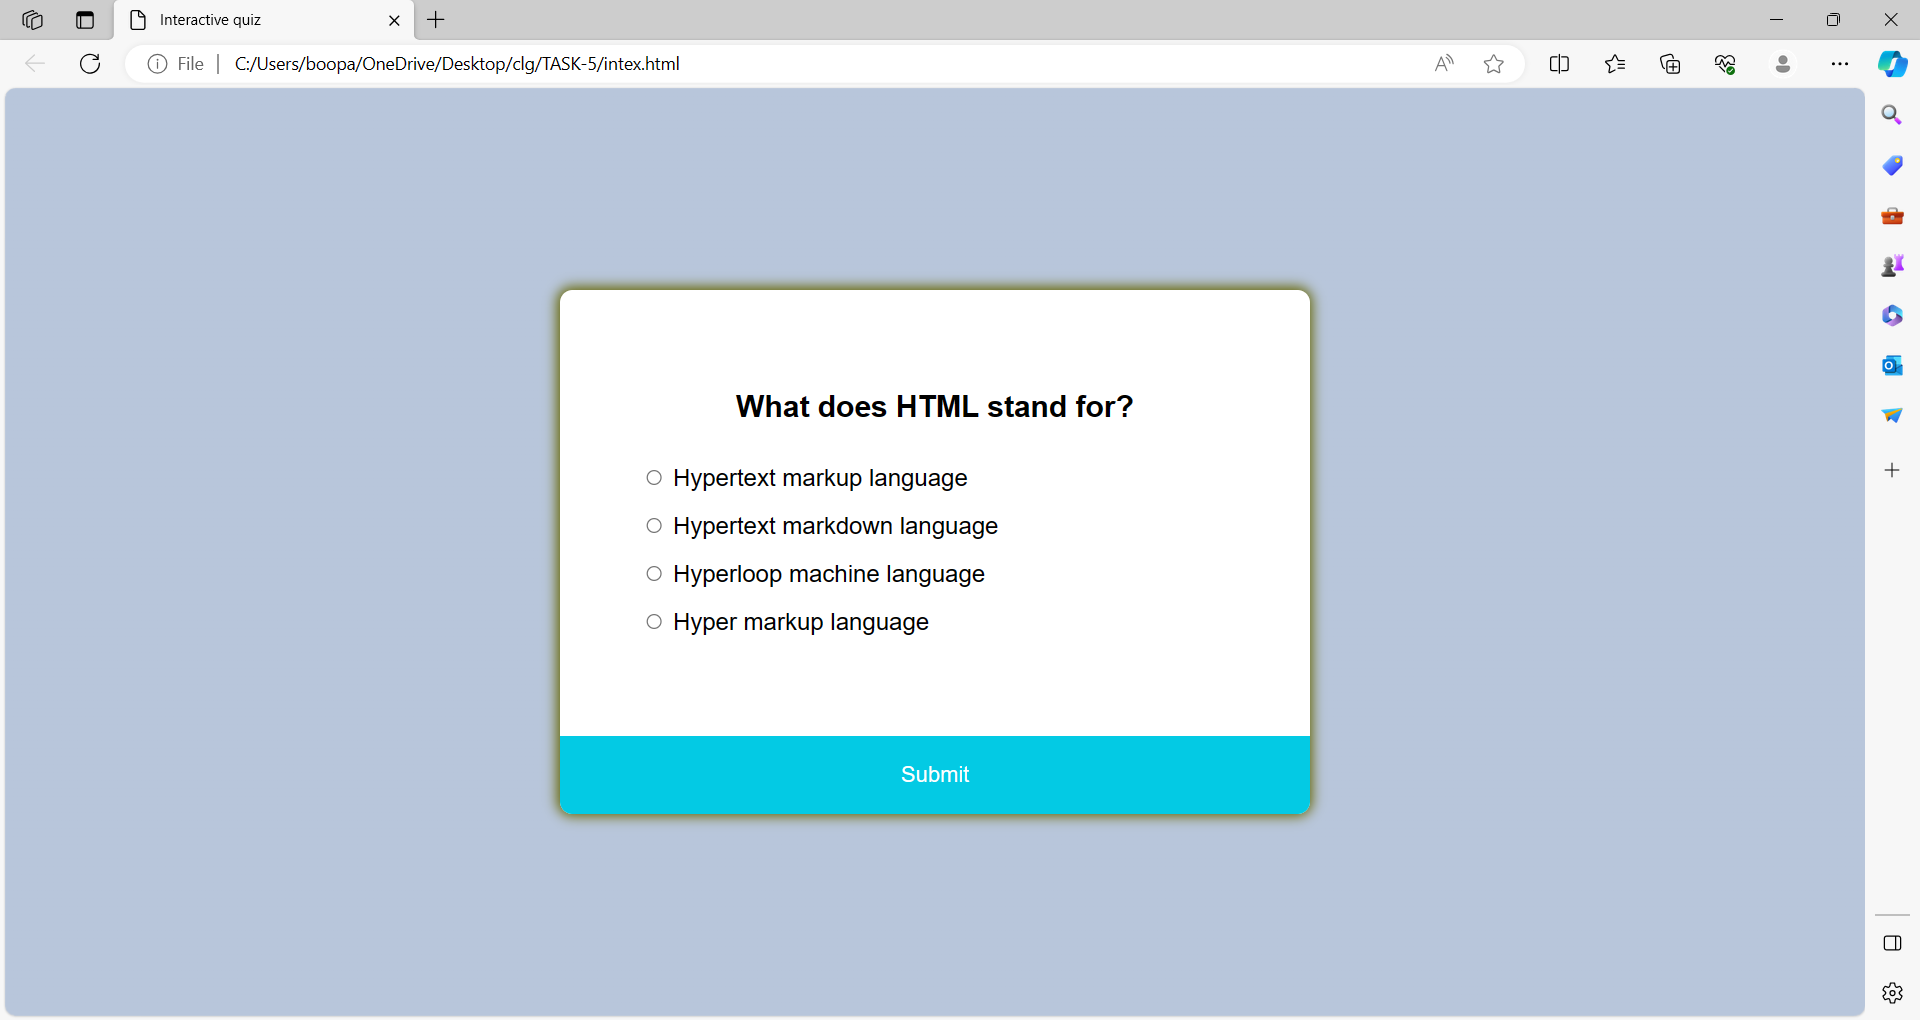 Interactive quiz
File C:/Users/boopa/OneDrive/Desktop/clg/TASK-5/intex.html
What does HTML stand for?
Hypertext markup language
Hypertext markdown language
Hyperloop machine language
Hyper markup language
Submit